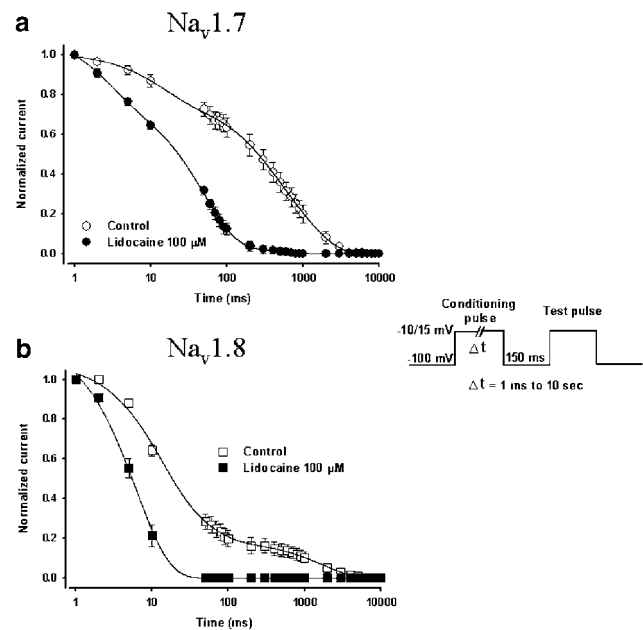 a
Nav1.7
Normalized current
1.0
0.8
0.6
0.4
0.2
0.0
Control
Lidocaine 100 µM
1 10 100 1000 10000
Time (ms)
Conditioning
pulse
Test pulse
-10/15 mV
Δt
-100 mV
150 ms
Δt = 1 ms to 10 sec
b
Nav1.8
Normalized current
1.0
0.8
0.6
0.4
0.2
0.0
Control
Lidocaine 100 µM
1 10 100 1000 10000
Time (ms)